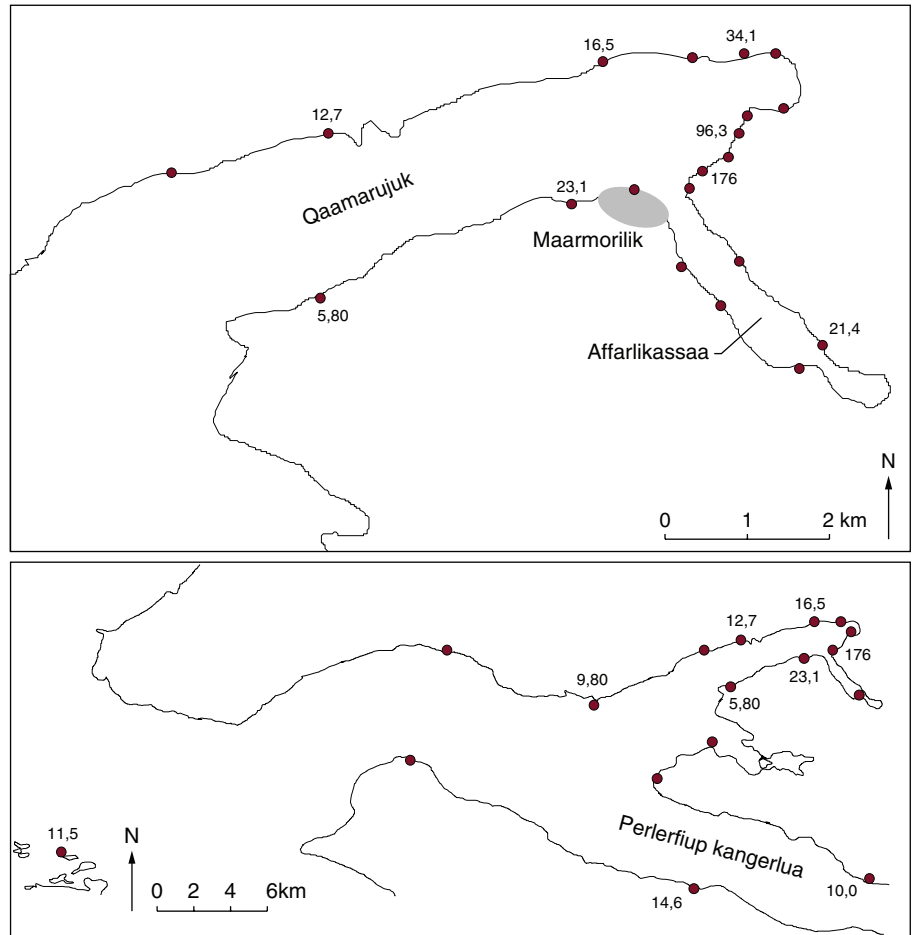 34,1
16,5
12,7
96,3
176
Qaamarujuk
23,1
Maarmorilik
5,80
21,4
Affarlikassaa
N
0 1 2 km
16,5
12,7
176
9,80
23,1
5,80
Perlerfiup kangerlua
11,5
N
0 2 4 6km
10,0
14,6